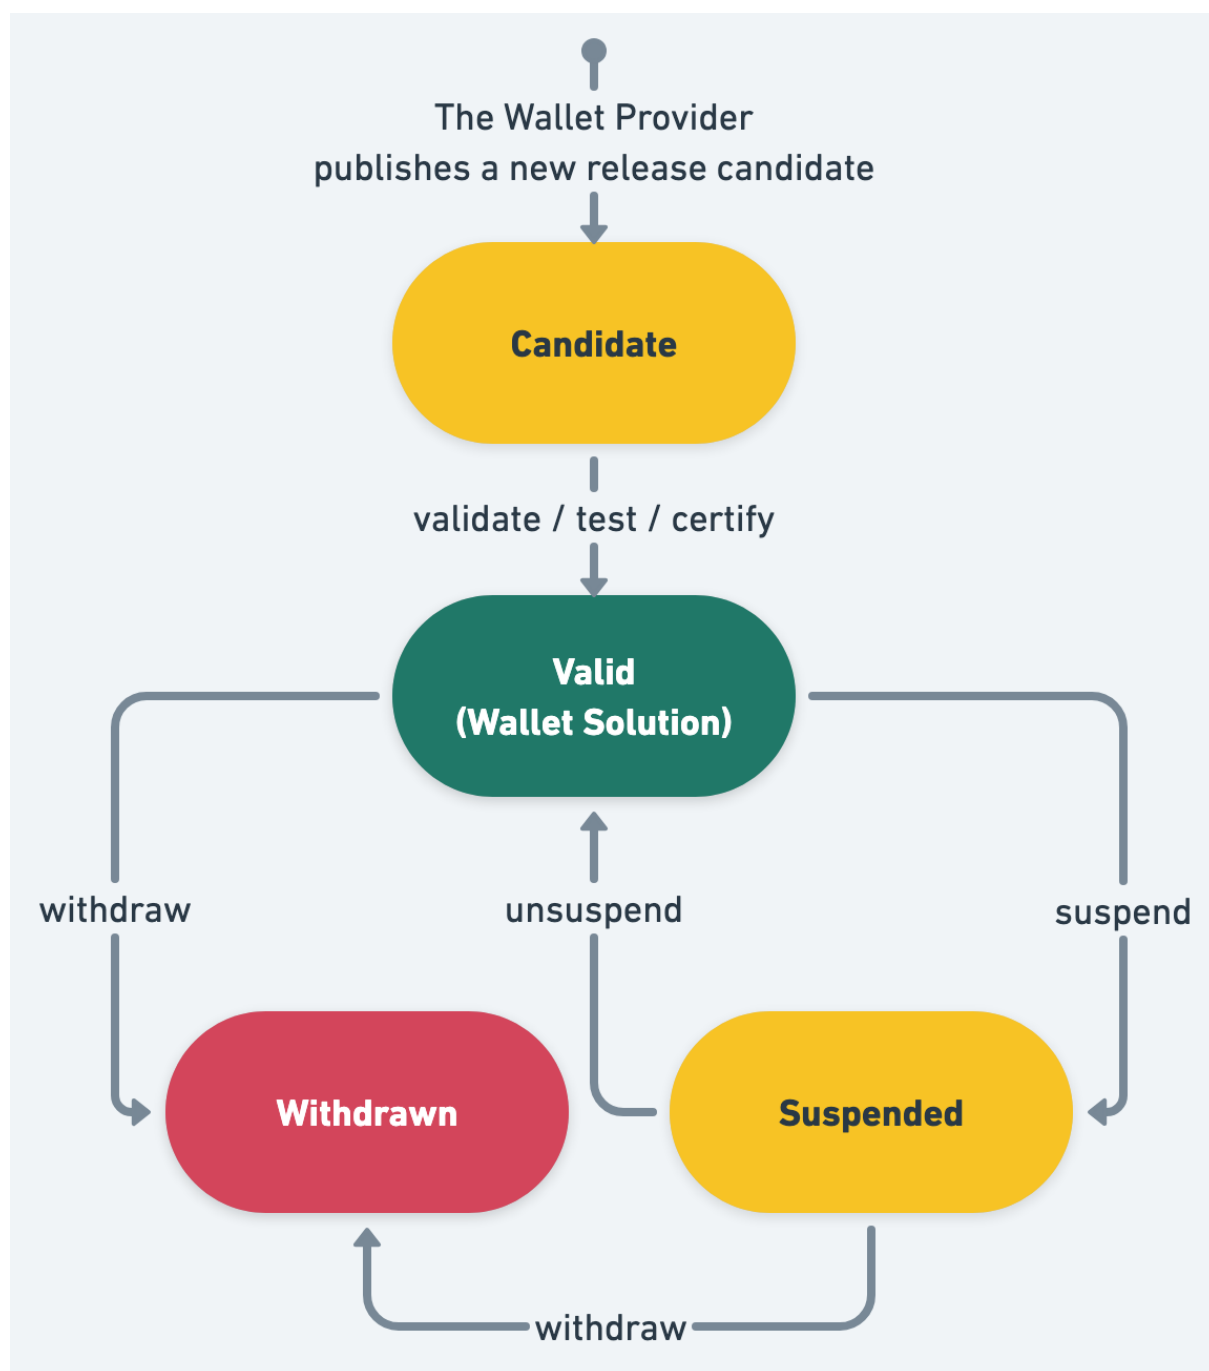 The Wallet Provider
publishes a new release candidate
Candidate
validate / test / certify
Valid
(Wallet Solution)
withdraw
unsuspend
suspend
Withdrawn
Suspended
withdraw